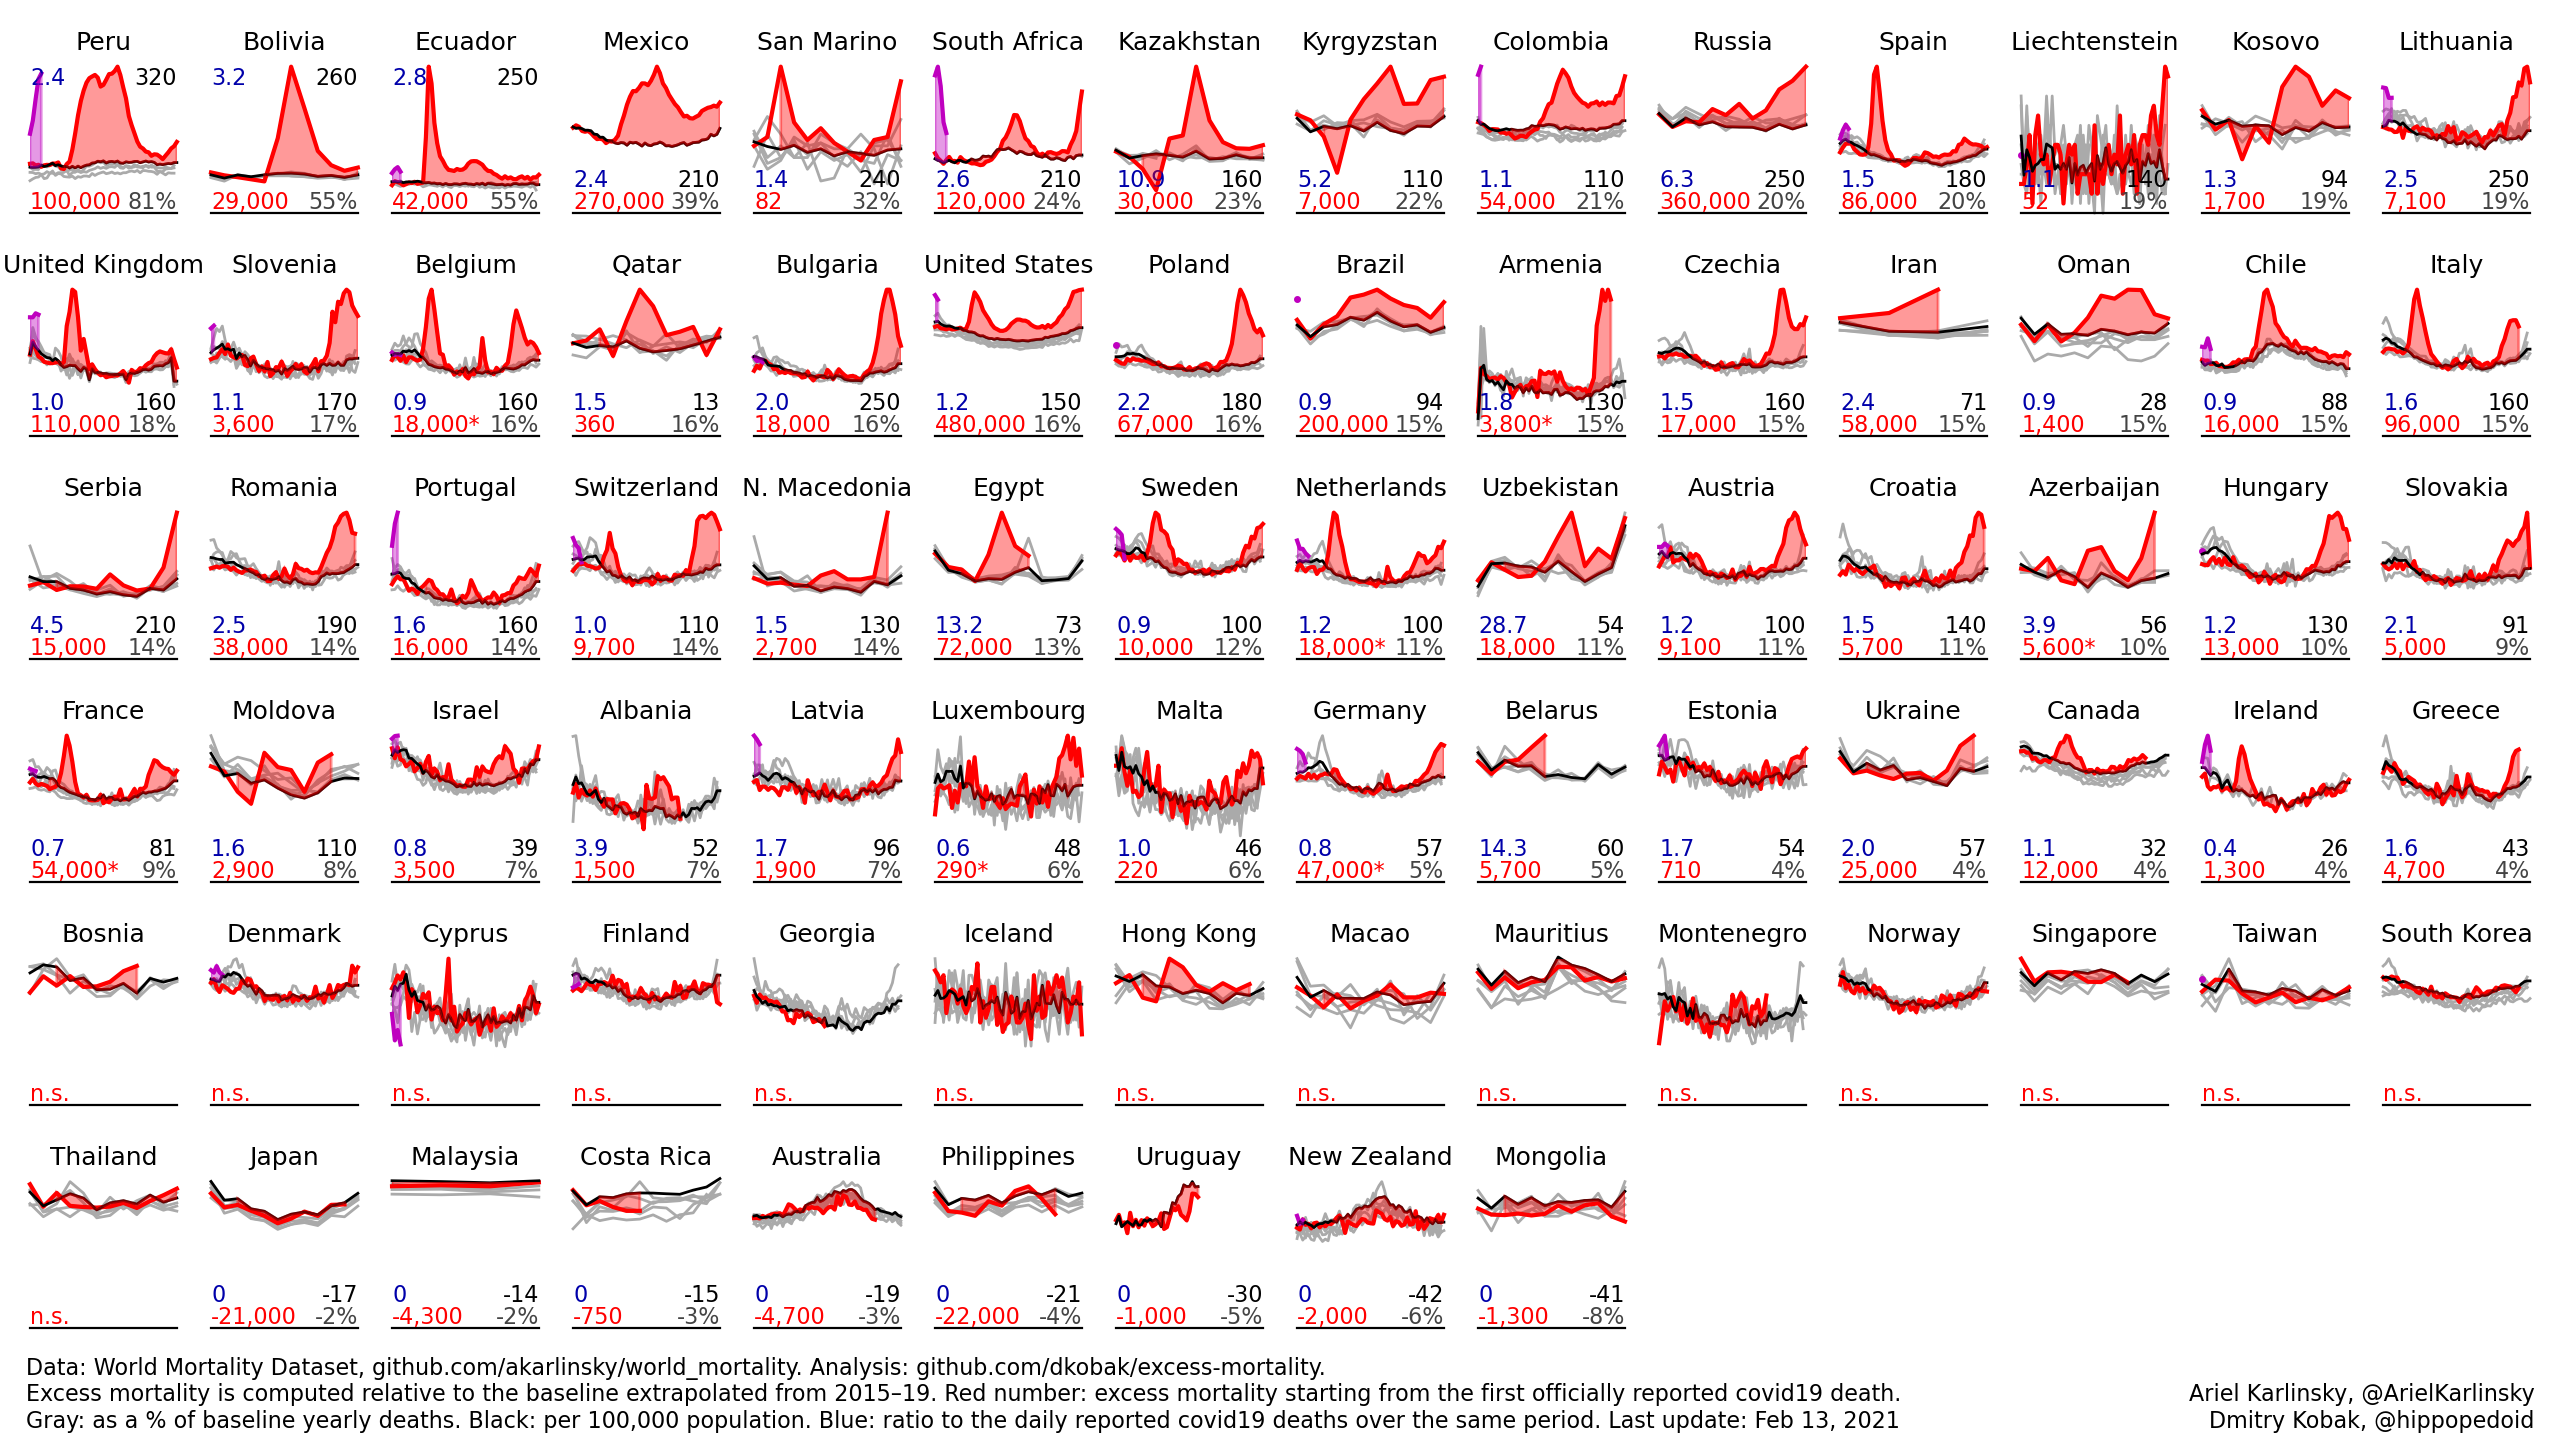 Peru Bolivia Ecuador Mexico San Marino South Africa Kazakhstan Kyrgyzstan Colombia Russia Spain Liechtenstein Kosovo Lithuania
2.4 320 3.2 260 2.8 250
2.4 210 1.4 240 2.6 210 10.9 160 5.2 110 1.1 110 6.3 250 1.5 180 1.1 140 1.3 94 2.5 250
100,000 81% 29,000 55% 42,000 55% 270,000 39% 82 32% 120,000 24% 30,000 23% 7,000 22% 54,000 21% 360,000 20% 86,000 20% 52 19% 1,700 19% 7,100 19%
United Kingdom Slovenia Belgium Qatar Bulgaria United States Poland Brazil Armenia Czechia Iran Oman Chile Italy
1.0 160 1.1 170 0.9 160 1.5 13 2.0 250 1.2 150 2.2 180 0.9 94 1.8 130 1.5 160 2.4 71 0.9 28 0.9 88 1.6 160
110,000 18% 3,600 17% 18,000* 16% 360 16% 18,000 16% 480,000 16% 67,000 16% 200,000 15% 3,800* 15% 17,000 15% 58,000 15% 1,400 15% 16,000 15% 96,000 15%
Serbia Romania Portugal Switzerland N. Macedonia Egypt Sweden Netherlands Uzbekistan Austria Croatia Azerbaijan Hungary Slovakia
4.5 210 2.5 190 1.6 160 1.0 110 1.5 130 13.2 73 0.9 100 1.2 100 28.7 54 1.2 100 1.5 140 3.9 56 1.2 130 2.1 91
15,000 14% 38,000 14% 16,000 14% 9,700 14% 2,700 14% 72,000 13% 10,000 12% 18,000* 11% 18,000 11% 9,100 11% 5,700 11% 5,600* 10% 13,000 10% 5,000 9%
France Moldova Israel Albania Latvia Luxembourg Malta Germany Belarus Estonia Ukraine Canada Ireland Greece
0.7 81 1.6 110 0.8 39 3.9 52 1.7 96 0.6 48 1.0 46 0.8 57 14.3 60 1.7 54 2.0 57 1.1 32 0.4 26 1.6 43
54,000* 9% 2,900 8% 3,500 7% 1,500 7% 1,900 7% 290* 6% 220 6% 47,000* 5% 5,700 5% 710 4% 25,000 4% 12,000 4% 1,300 4% 4,700 4%
Bosnia Denmark Cyprus Finland Georgia Iceland Hong Kong Macao Mauritius Montenegro Norway Singapore Taiwan South Korea
n.s. n.s. n.s. n.s. n.s. n.s. n.s. n.s. n.s. n.s. n.s. n.s. n.s. n.s.
Thailand Japan Malaysia Costa Rica Australia Philippines Uruguay New Zealand Mongolia
0 -17 0 -14 0 -15 0 -19 0 -21 0 -30 0 -42 0 -41
n.s. -21,000 -2% -4,300 -2% -750 -3% -4,700 -3% -22,000 -4% -1,000 -5% -2,000 -6% -1,300 -8%
Data: World Mortality Dataset, github.com/akarlinsky/world_mortality. Analysis: github.com/dkobak/excess-mortality.
Excess mortality is computed relative to the baseline extrapolated from 2015–19. Red number: excess mortality starting from the first officially reported covid19 death.
Gray: as a % of baseline yearly deaths. Black: per 100,000 population. Blue: ratio to the daily reported covid19 deaths over the same period. Last update: Feb 13, 2021
Ariel Karlinsky, @ArielKarlinsky
Dmitry Kobak, @hippopedoid